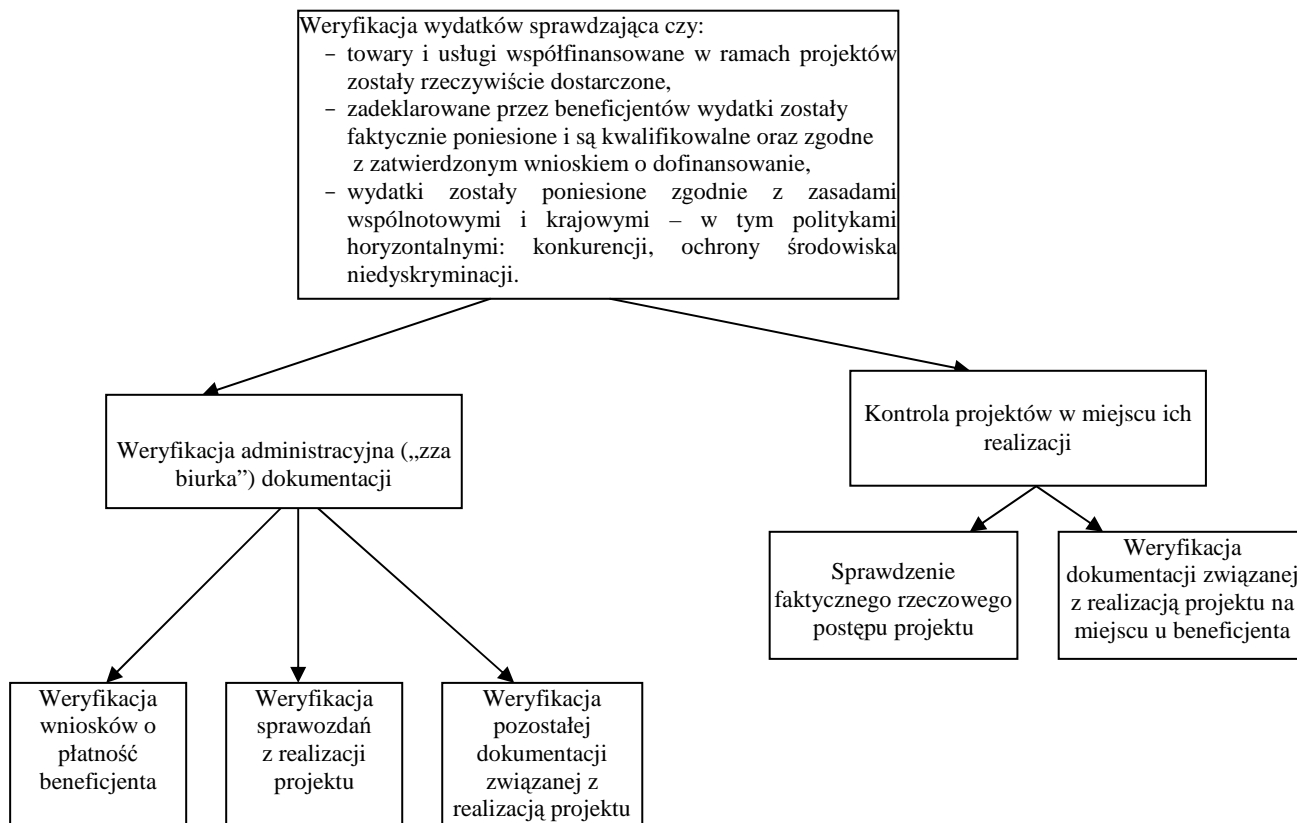 Weryfikacja wydatków sprawdzająca czy:
− towary i usługi współfinansowane w ramach projektów
zostały rzeczywiście dostarczone,
− zadeklarowane przez beneficjentów wydatki zostały
faktycznie poniesione i są kwalifikowalne oraz zgodne
z zatwierdzonym wnioskiem o dofinansowanie,
− wydatki zostały poniesione zgodnie z zasadami
wspólnotowymi i krajowymi – w tym politykami
horyzontalnymi: konkurencji, ochrony środowiska
niedyskryminacji.
Weryfikacja administracyjna („zza
biurka”) dokumentacji
Kontrola projektów w miejscu ich
realizacji
Sprawdzenie
faktycznego rzeczowego
postępu projektu
Weryfikacja
dokumentacji związanej
z realizacją projektu na
miejscu u beneficjenta
Weryfikacja
wniosków o
płatność
beneficjenta
Weryfikacja
sprawozdań
z realizacji
projektu
Weryfikacja
pozostałej
dokumentacji
związanej z
realizacją projektu